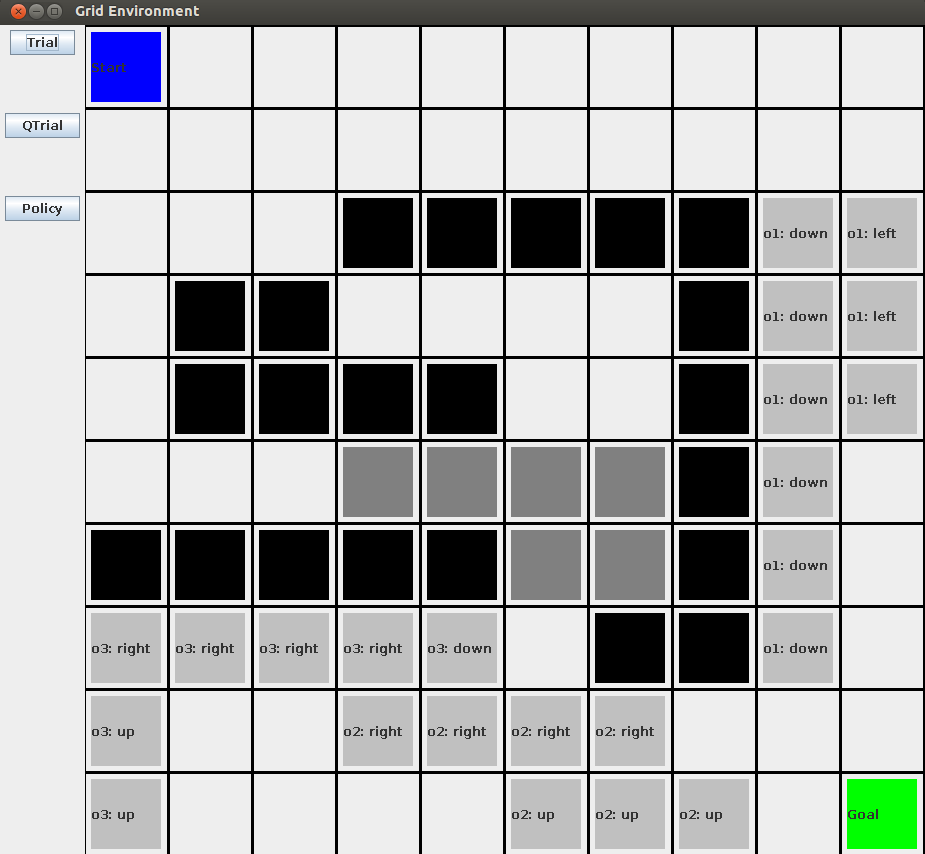 Grid Environment
Trial
Start
QTrial
Policy
o1: down
o1: left
o1: down
o1: left
o1: down
o1: left
o1: down
o1: down
o3: right
o3: right
o3: right
o3: right
o3: down
o1: down
o3: up
o2: right
o2: right
o2: right
o2: right
o3: up
o2: up
o2: up
o2: up
Goal